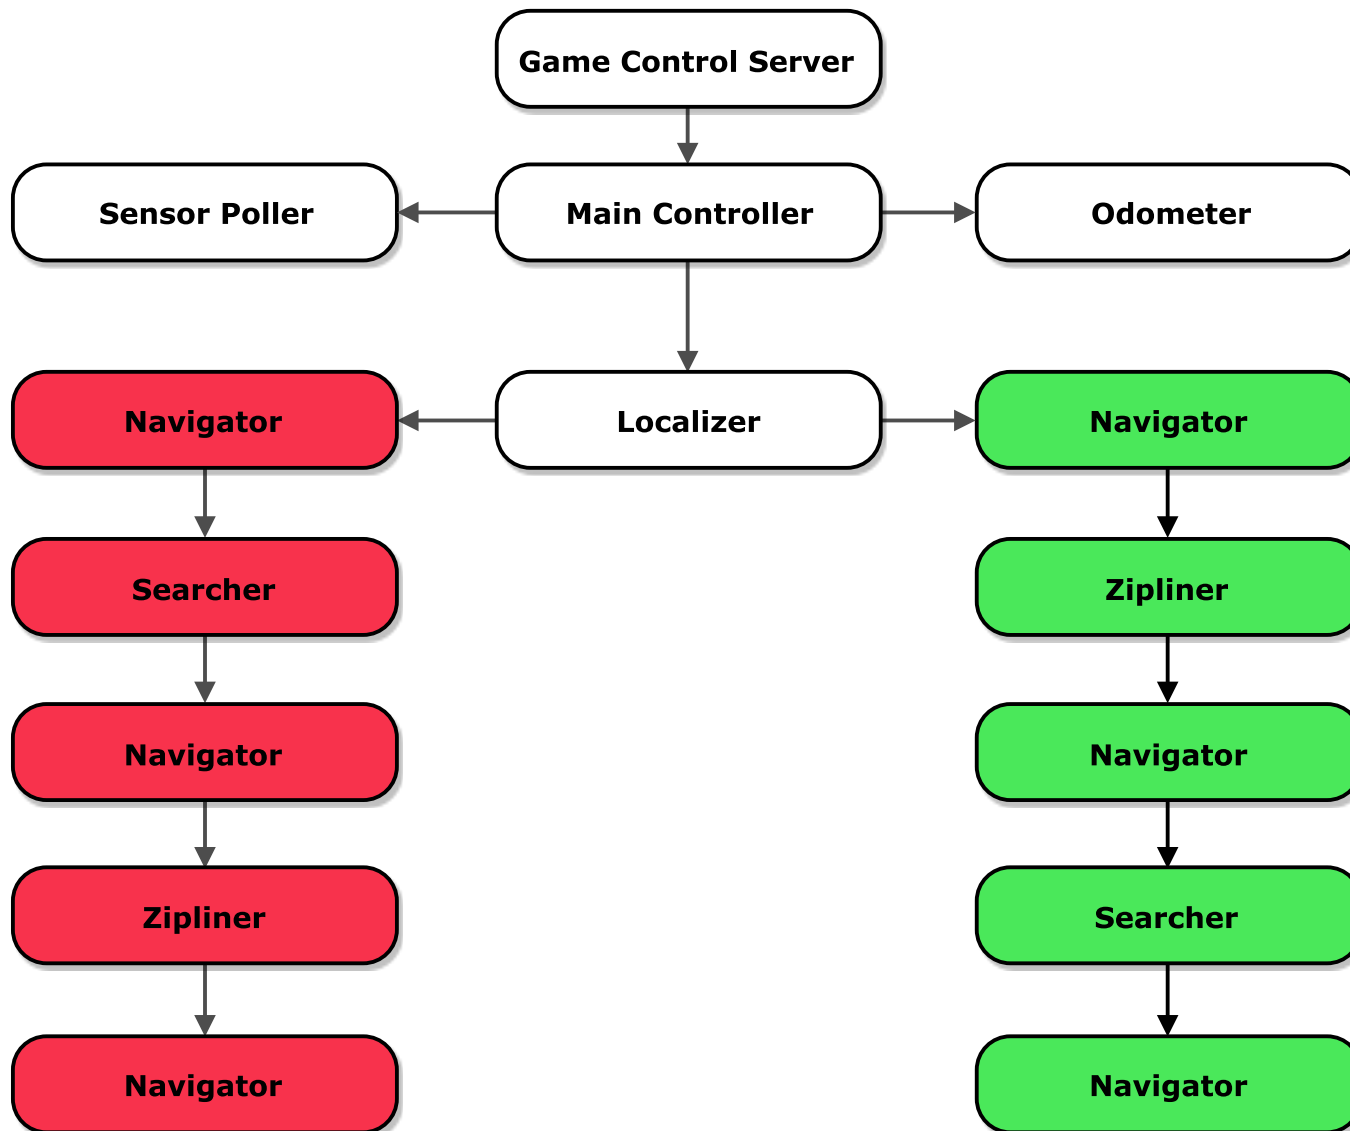 Game Control Server
Sensor Poller
Main Controller
Odometer
Navigator
Localizer
Navigator
Searcher
Zipliner
Navigator
Navigator
Zipliner
Searcher
Navigator
Navigator